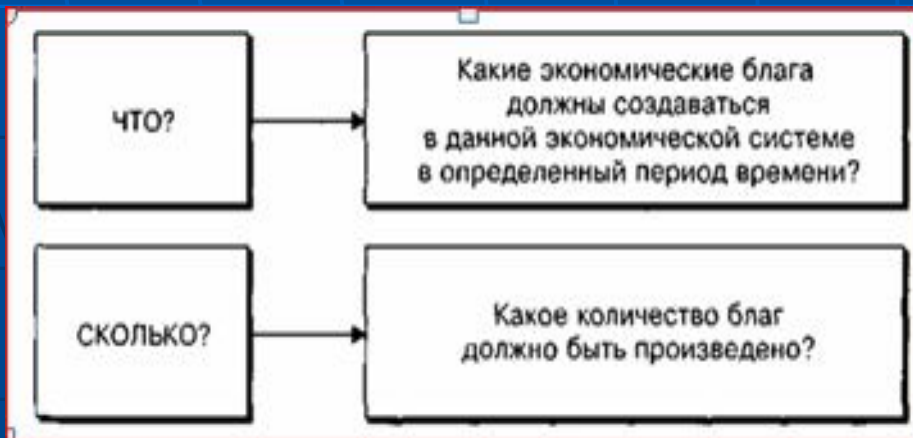 ЧТО?
Какие экономические блага
должны создаваться
в данной экономической системе
в определенный период времени?
СКОЛЬКО?
Какое количество благ
должно быть произведено?